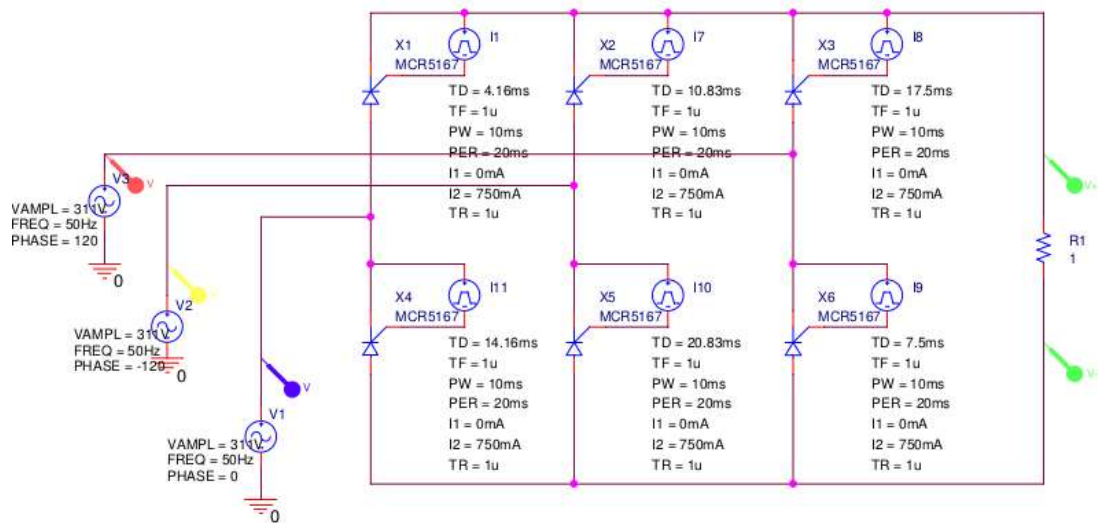 X1
MCR5167
I1
TD = 4.16ms
TF = 1u
PW = 10ms
PER = 20ms
I1 = 0mA
I2 = 750mA
TR = 1u
X2
MCR5167
I7
TD = 10.83ms
TF = 1u
PW = 10ms
PER = 20ms
I1 = 0mA
I2 = 750mA
TR = 1u
X3
MCR5167
I8
TD = 17.5ms
TF = 1u
PW = 10ms
PER = 20ms
I1 = 0mA
I2 = 750mA
TR = 1u
V3
V
VAMPL = 311V
FREQ = 50Hz
PHASE = 120
0
V2
VAMPL = 311V
FREQ = 50Hz
PHASE = -120
0
V
V1
VAMPL = 311V
FREQ = 50Hz
PHASE = 0
0
X4
MCR5167
I11
TD = 14.16ms
TF = 1u
PW = 10ms
PER = 20ms
I1 = 0mA
I2 = 750mA
TR = 1u
X5
MCR5167
I10
TD = 20.83ms
TF = 1u
PW = 10ms
PER = 20ms
I1 = 0mA
I2 = 750mA
TR = 1u
X6
MCR5167
I9
TD = 7.5ms
TF = 1u
PW = 10ms
PER = 20ms
I1 = 0mA
I2 = 750mA
TR = 1u
V+
R1
1
V-